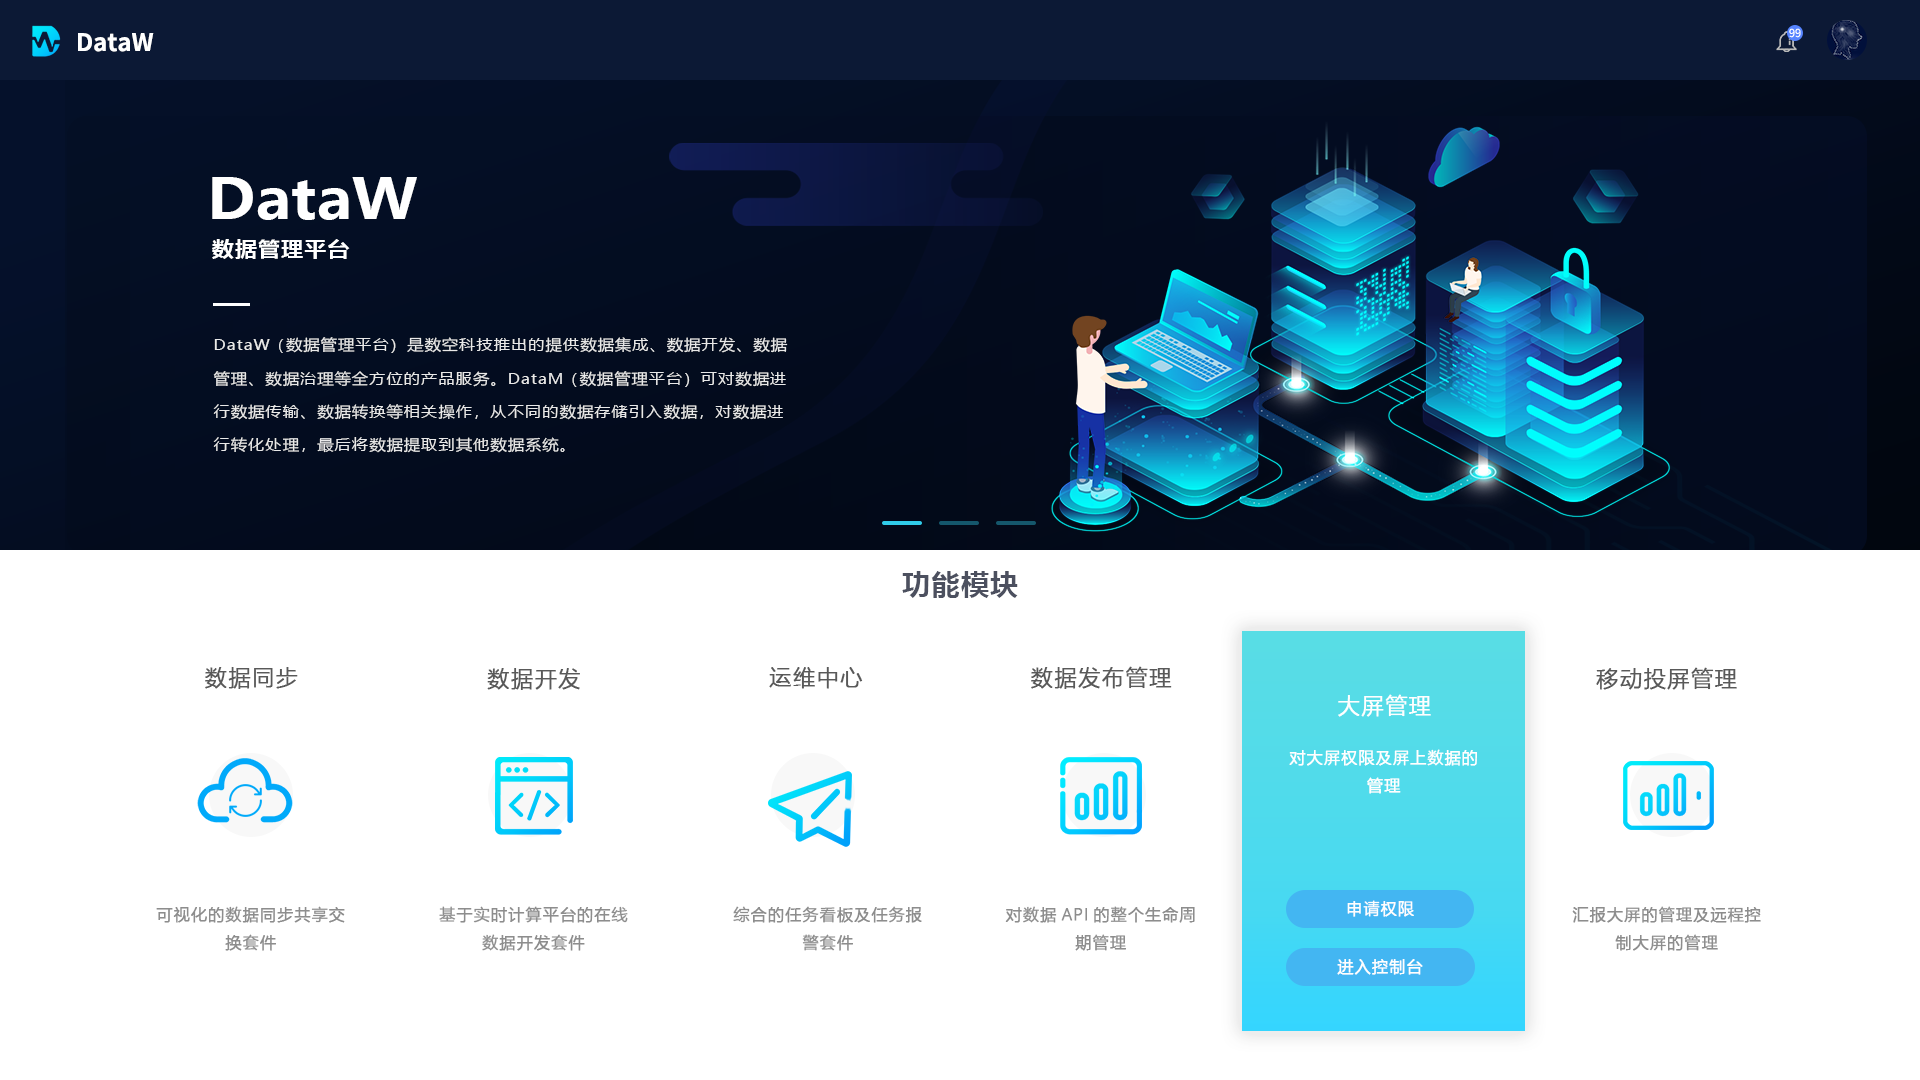 DataW
99
DataW
数据管理平台
DataW（数据管理平台）是数空科技推出的提供数据集成、数据开发、数据
管理、数据治理等全方位的产品服务。DataM（数据管理平台）可对数据进
行数据传输、数据转换等相关操作，从不同的数据存储引入数据，对数据进
行转化处理，最后将数据提取到其他数据系统。
功能模块
数据同步
可视化的数据同步共享交
换套件
数据开发
基于实时计算平台的在线
数据开发套件
运维中心
综合的任务看板及任务报
警套件
数据发布管理
对数据 API 的整个生命周
期管理
大屏管理
对大屏权限及屏上数据的
管理
申请权限
进入控制台
移动投屏管理
汇报大屏的管理及远程控
制大屏的管理